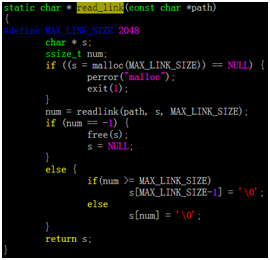 static char * read_link(const char *path)
{
#define MAX_LINK_SIZE 2048
        char * s;
        ssize_t num;
        if ((s = malloc(MAX_LINK_SIZE)) == NULL) {
                perror("malloc");
                exit(1);
        }
        num = readlink(path, s, MAX_LINK_SIZE);
        if (num == -1) {
                free(s);
                s = NULL;
        }
        else {
                if(num >= MAX_LINK_SIZE)
                        s[MAX_LINK_SIZE-1] = '\0';
                else
                        s[num] = '\0';
        }
        return s;
}